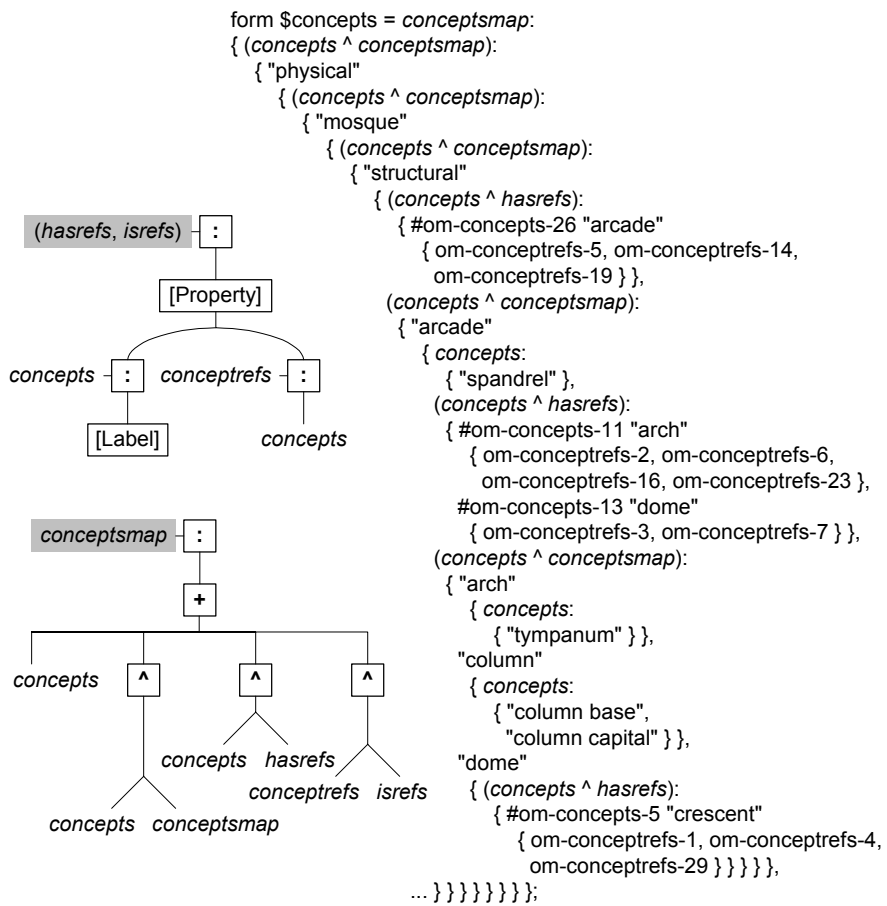 form $concepts = conceptsmap:
{ (concepts ^ conceptsmap):
{ "physical"
{ (concepts ^ conceptsmap):
{ "mosque"
{ (concepts ^ conceptsmap):
{ "structural"
{ (concepts ^ hasrefs):
{ #om-concepts-26 "arcade"
{ om-conceptrefs-5, om-conceptrefs-14,
om-conceptrefs-19 } },
(concepts ^ conceptsmap):
{ "arcade"
{ concepts:
{ "spandrel" },
(concepts ^ hasrefs):
{ #om-concepts-11 "arch"
{ om-conceptrefs-2, om-conceptrefs-6,
om-conceptrefs-16, om-conceptrefs-23 },
#om-concepts-13 "dome"
{ om-conceptrefs-3, om-conceptrefs-7 } },
(concepts ^ conceptsmap):
{ "arch"
{ concepts:
{ "tympanum" } },
"column"
{ concepts:
{ "column base",
"column capital" } },
"dome"
{ (concepts ^ hasrefs):
{ #om-concepts-5 "crescent"
{ om-conceptrefs-1, om-conceptrefs-4,
om-conceptrefs-29 } } } } },
... } } } } } } } };
(hasrefs, isrefs) :
[Property]
concepts : conceptrefs :
[Label] concepts
conceptsmap :
+
concepts ^ ^ ^
concepts hasrefs
conceptrefs isrefs
concepts conceptsmap